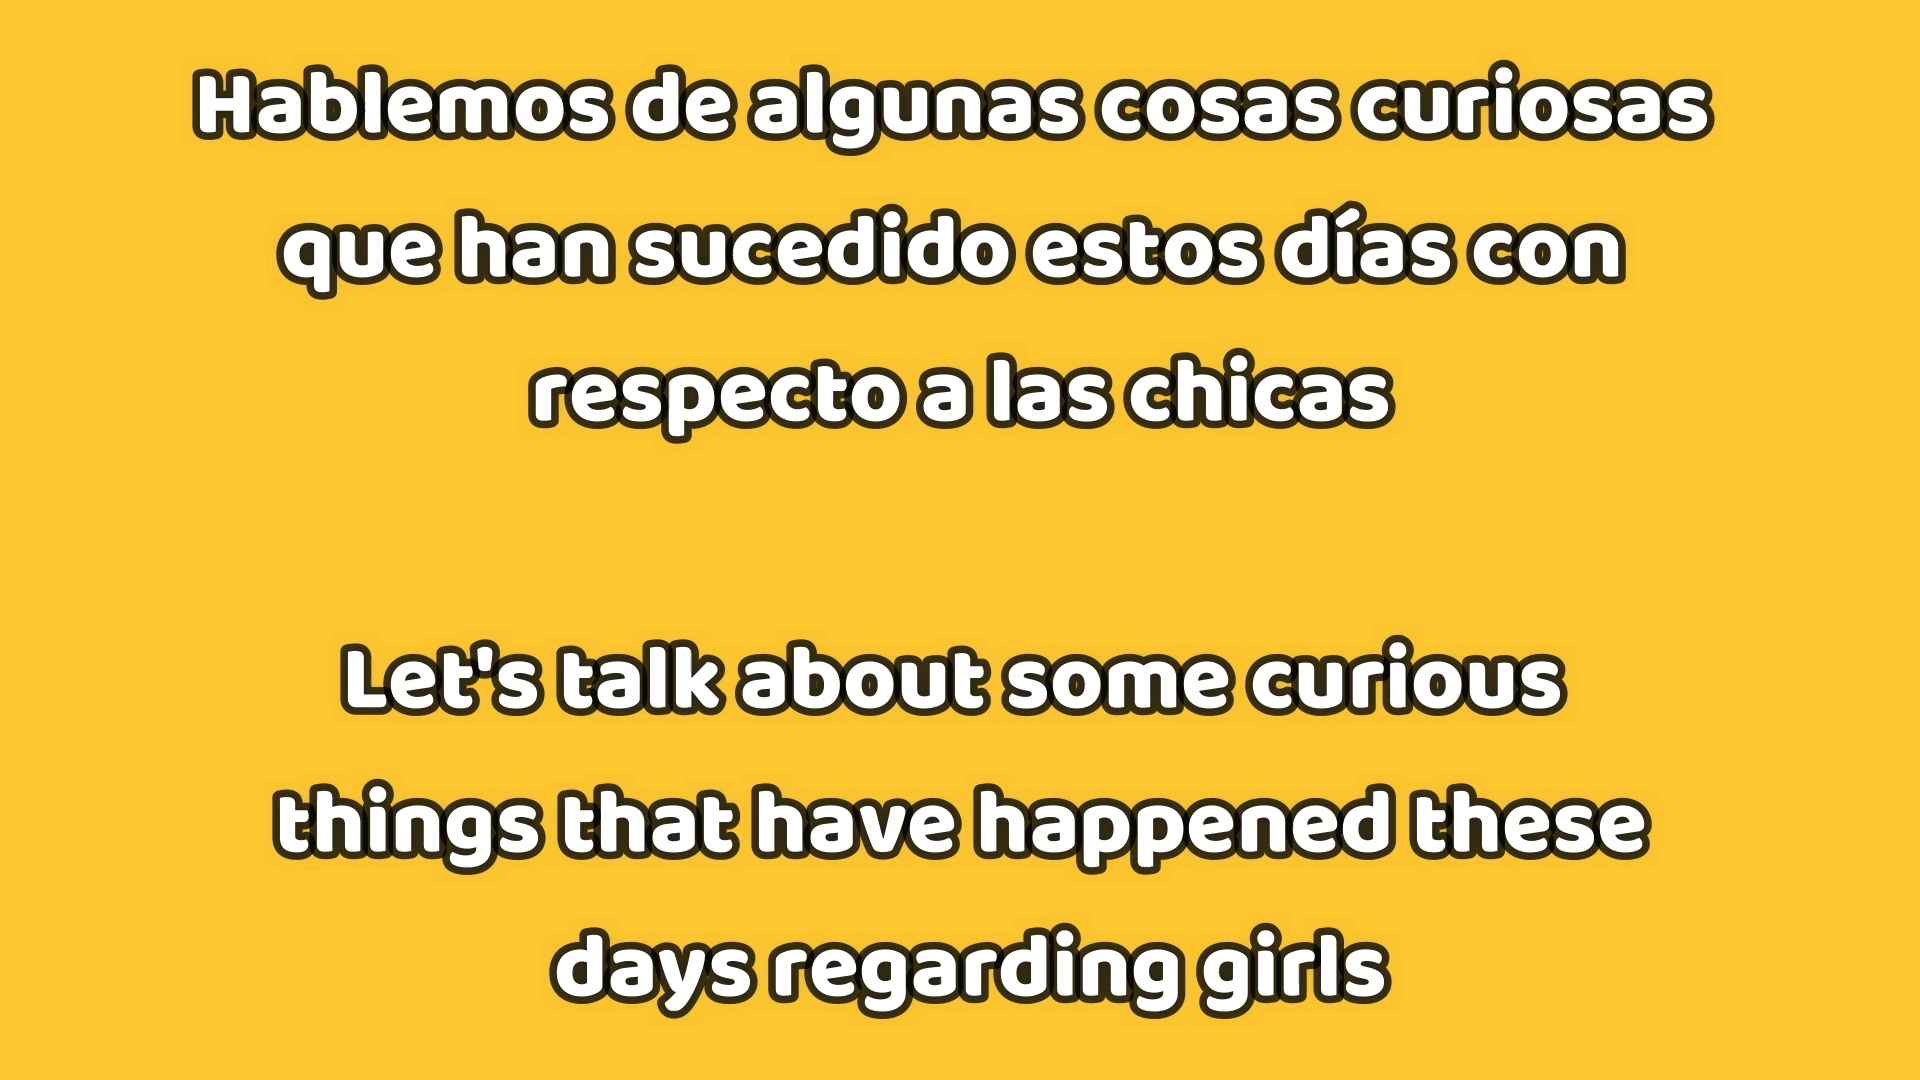 Hablemos de algunas cosas curiosas
que han sucedido estos días con
respecto a las chicas
Let's talk about some curious
things that have happened these
days regarding girls